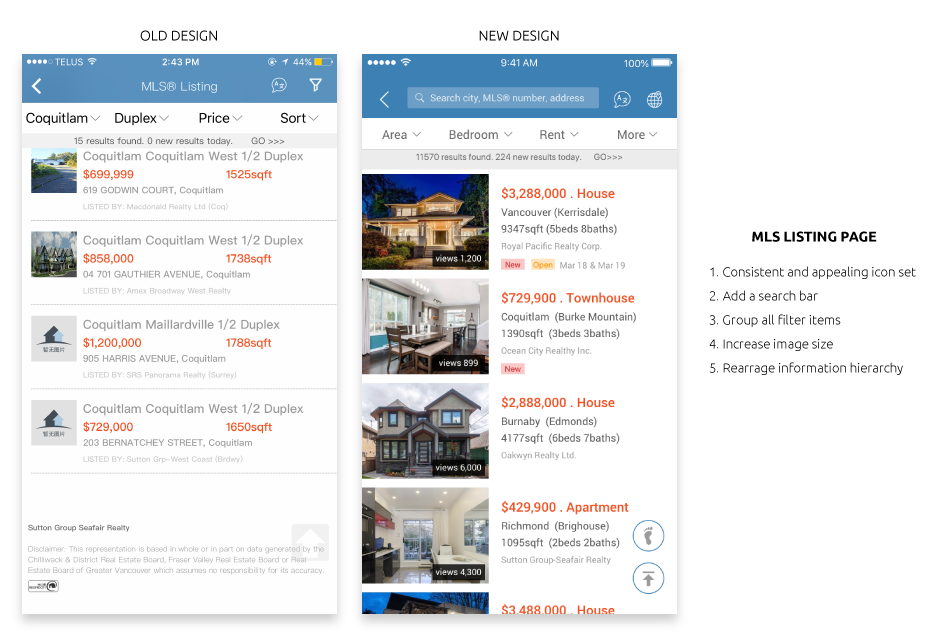 OLD DESIGN
TELUS 2:43 PM 44%
MLS® Listing
Coquitlam Duplex Price Sort
15 results found. 0 new results today. GO >>>
Coquitlam Coquitlam West 1/2 Duplex
$699,999 1525sqft
619 GODWIN COURT, Coquitlam
LISTED BY: Macdonald Realty Ltd (Coq)
Coquitlam Coquitlam West 1/2 Duplex
$858,000 1738sqft
04 701 GAUTHIER AVENUE, Coquitlam
LISTED BY: Amex Broadway West Realty
暂无图片
Coquitlam Maillardville 1/2 Duplex
$1,200,000 1788sqft
905 HARRIS AVENUE, Coquitlam
LISTED BY: SRS Panorama Realty (Surrey)
暂无图片
Coquitlam Coquitlam West 1/2 Duplex
$729,000 1650sqft
203 BERNATCHEY STREET, Coquitlam
LISTED BY: Sutton Grp-West Coast (Brdwy)
Sutton Group Seafair Realty
Disclaimer: This representation is based in whole or in part on data generated by the
Chilliwack & District Real Estate Board, Fraser Valley Real Estate Board or Real
Estate Board of Greater Vancouver which assumes no responsibility for its accuracy.
NEW DESIGN
9:41 AM 100%
Search city, MLS® number, address
Area Bedroom Rent More
11570 results found. 224 new results today. GO>>>
views 1,200
$3,288,000 . House
Vancouver (Kerrisdale)
9347sqft (5beds 8baths)
Royal Pacific Realty Corp.
New Open Mar 18 & Mar 19
views 899
$729,900 . Townhouse
Coquitlam (Burke Mountain)
1390sqft (3beds 3baths)
Ocean City Realthy Inc.
New
views 6,000
$2,888,000 . House
Burnaby (Edmonds)
4177sqft (6beds 7baths)
Oakwyn Realty Ltd.
views 4,300
$429,900 . Apartment
Richmond (Brighouse)
1095sqft (2beds 2baths)
Sutton Group-Seafair Realty
$3,488,000 . House
MLS LISTING PAGE
1. Consistent and appealing icon set
2. Add a search bar
3. Group all filter items
4. Increase image size
5. Rearrage information hierarchy